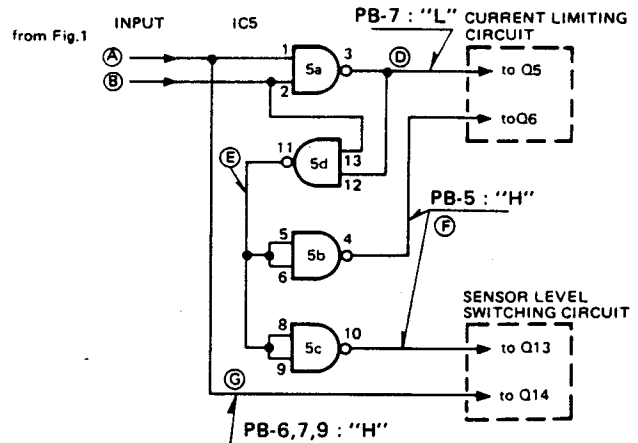 PB-7 : "L"
CURRENT LIMITING
CIRCUIT
INPUT
IC5
from Fig.1
A
1
3
5a
D
to Q5
B
2
toQ6
11
13
5d
E
12
PB-5 : "H"
F
5
4
5b
6
SENSOR LEVEL
SWITCHING CIRCUIT
8
10
5c
to Q13
9
G
to Q14
PB-6,7,9 : "H"